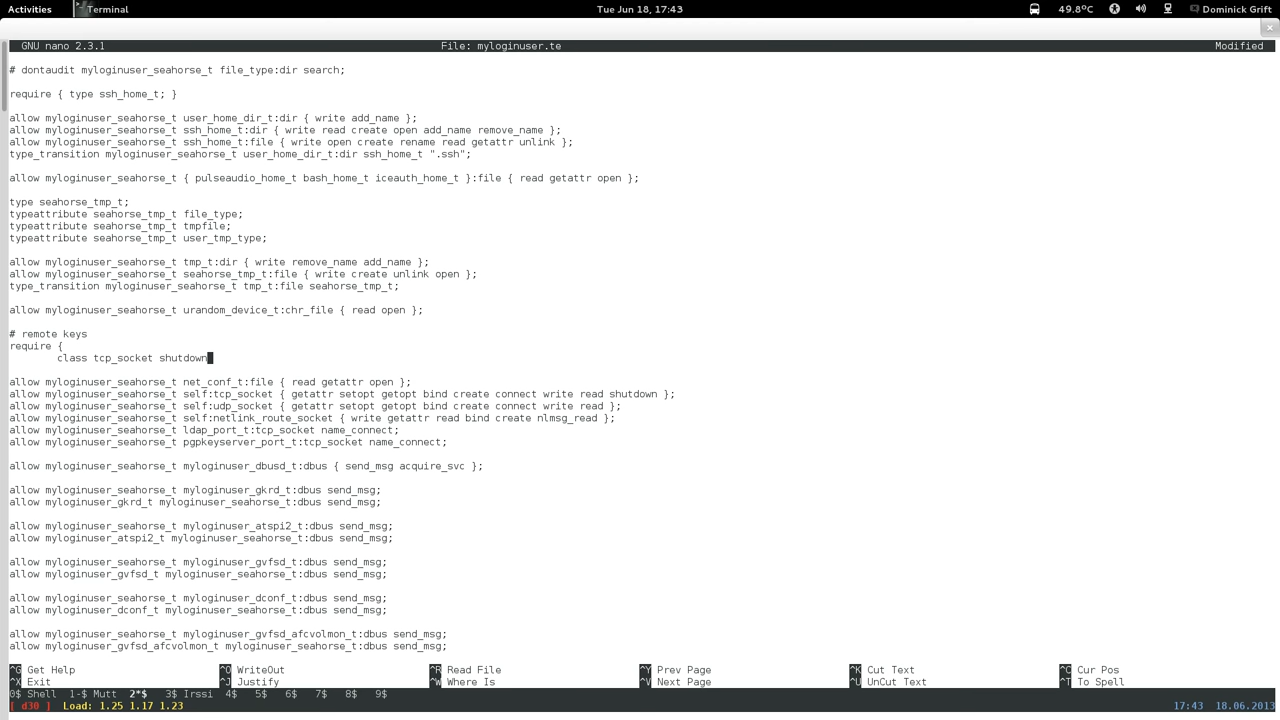 Activities Terminal Tue Jun 18, 17:43 49.8°C Dominick Grift
GNU nano 2.3.1 File: myloginuser.te Modified
# dontaudit myloginuser_seahorse_t file_type:dir search;
require { type ssh_home_t; }
allow myloginuser_seahorse_t user_home_dir_t:dir { write add_name };
allow myloginuser_seahorse_t ssh_home_t:dir { write read create open add_name remove_name };
allow myloginuser_seahorse_t ssh_home_t:file { write open create rename read getattr unlink };
type_transition myloginuser_seahorse_t user_home_dir_t:dir ssh_home_t ".ssh";
allow myloginuser_seahorse_t { pulseaudio_home_t bash_home_t iceauth_home_t }:file { read getattr open };
type seahorse_tmp_t;
typeattribute seahorse_tmp_t file_type;
typeattribute seahorse_tmp_t tmpfile;
typeattribute seahorse_tmp_t user_tmp_type;
allow myloginuser_seahorse_t tmp_t:dir { write remove_name add_name };
allow myloginuser_seahorse_t seahorse_tmp_t:file { write create unlink open };
type_transition myloginuser_seahorse_t tmp_t:file seahorse_tmp_t;
allow myloginuser_seahorse_t urandom_device_t:chr_file { read open };
# remote keys
require {
class tcp_socket shutdown
allow myloginuser_seahorse_t net_conf_t:file { read getattr open };
allow myloginuser_seahorse_t self:tcp_socket { getattr setopt getopt bind create connect write read shutdown };
allow myloginuser_seahorse_t self:udp_socket { getattr setopt getopt bind create connect write read };
allow myloginuser_seahorse_t self:netlink_route_socket { write getattr read bind create nlmsg_read };
allow myloginuser_seahorse_t ldap_port_t:tcp_socket name_connect;
allow myloginuser_seahorse_t pgpkeyserver_port_t:tcp_socket name_connect;
allow myloginuser_seahorse_t myloginuser_dbusd_t:dbus { send_msg acquire_svc };
allow myloginuser_seahorse_t myloginuser_gkrd_t:dbus send_msg;
allow myloginuser_gkrd_t myloginuser_seahorse_t:dbus send_msg;
allow myloginuser_seahorse_t myloginuser_atspi2_t:dbus send_msg;
allow myloginuser_atspi2_t myloginuser_seahorse_t:dbus send_msg;
allow myloginuser_seahorse_t myloginuser_gvfsd_t:dbus send_msg;
allow myloginuser_gvfsd_t myloginuser_seahorse_t:dbus send_msg;
allow myloginuser_seahorse_t myloginuser_dconf_t:dbus send_msg;
allow myloginuser_dconf_t myloginuser_seahorse_t:dbus send_msg;
allow myloginuser_seahorse_t myloginuser_gvfsd_afcvolmon_t:dbus send_msg;
allow myloginuser_gvfsd_afcvolmon_t myloginuser_seahorse_t:dbus send_msg;
^G Get Help ^O WriteOut ^R Read File ^Y Prev Page ^K Cut Text ^C Cur Pos
^X Exit ^J Justify ^W Where Is ^V Next Page ^U UnCut Text ^T To Spell
0$ Shell 1-$ Mutt 2*$ 3$ Irssi 4$ 5$ 6$ 7$ 8$ 9$
[ d30 ] Load: 1.25 1.17 1.23 17:43 18.06.2013